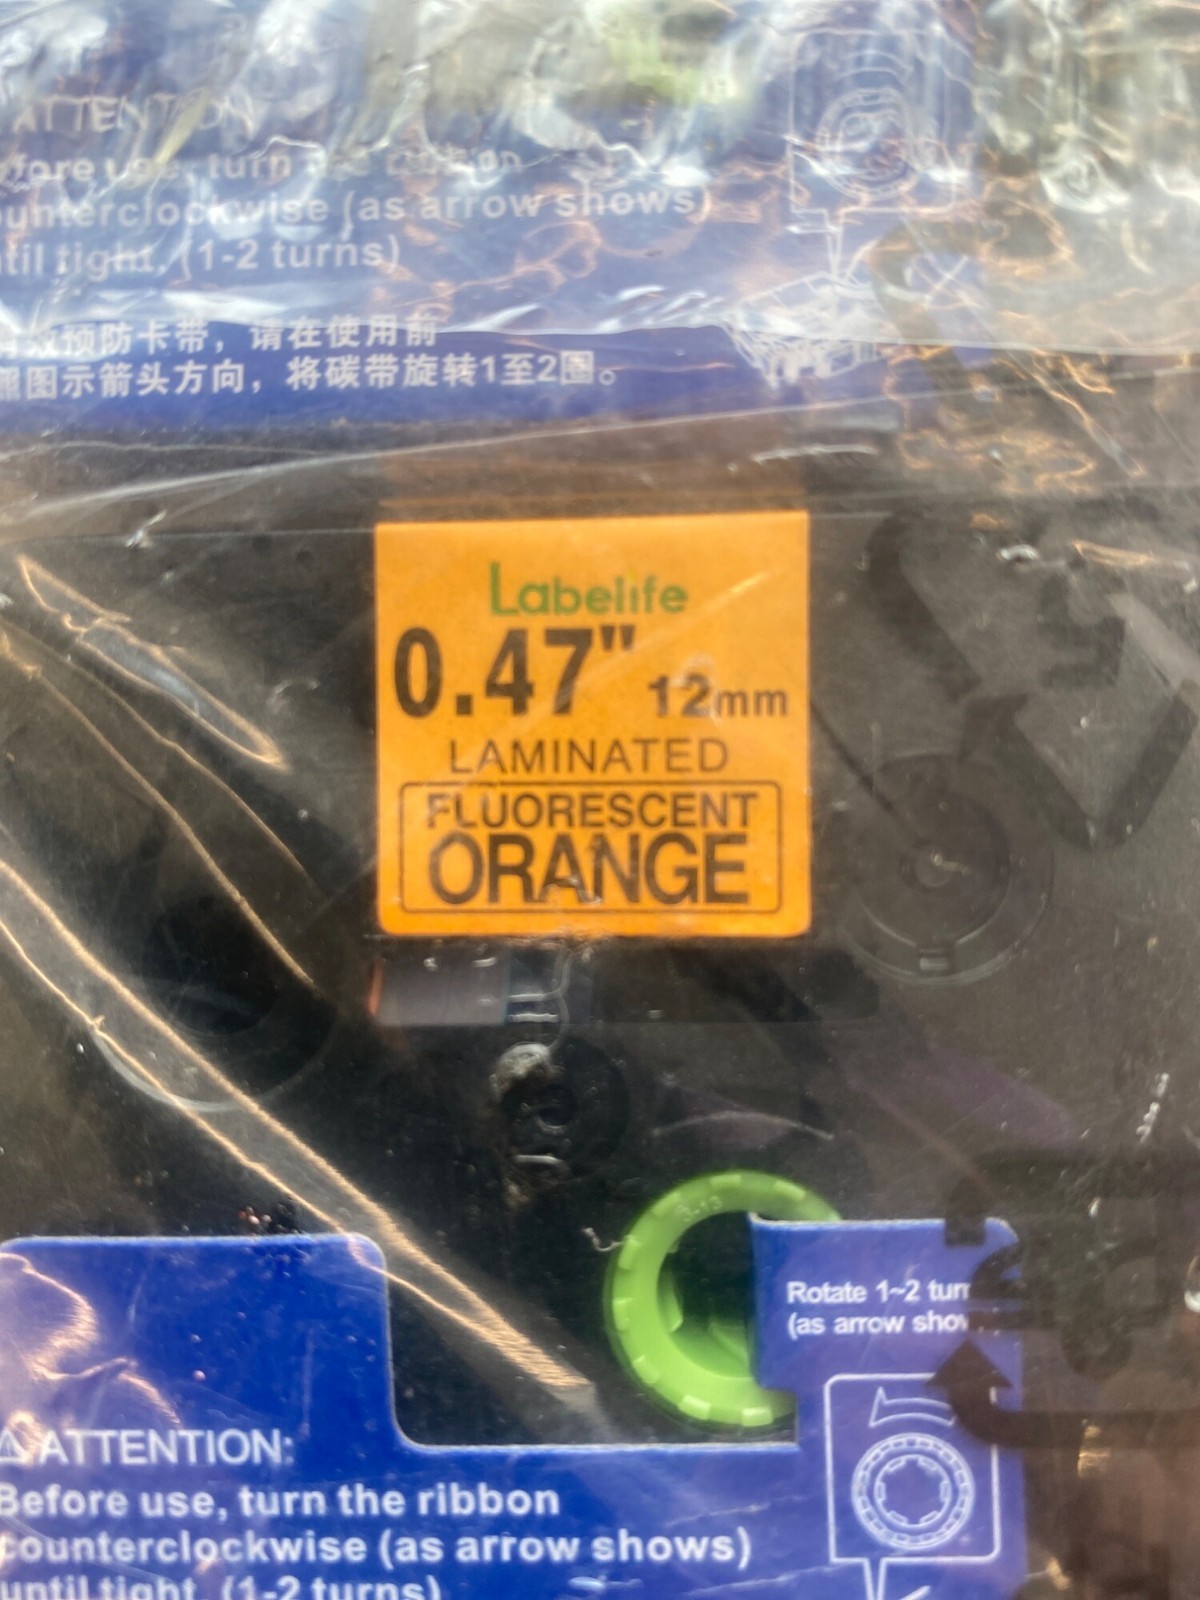 ATTENTION
turn
counterclockwise (as arrow shows)
until tight. (1-2 turns)
预防卡带，请在使用前
图示箭头方向，将碳带旋转1至2圈。
Labelife
0.47" 12mm
LAMINATED
FLUORESCENT
ORANGE
Rotate 1~2
(as arrow
⚠ATTENTION:
Before use, turn the ribbon
counterclockwise (as arrow shows)
until tight. (1-2 turns)